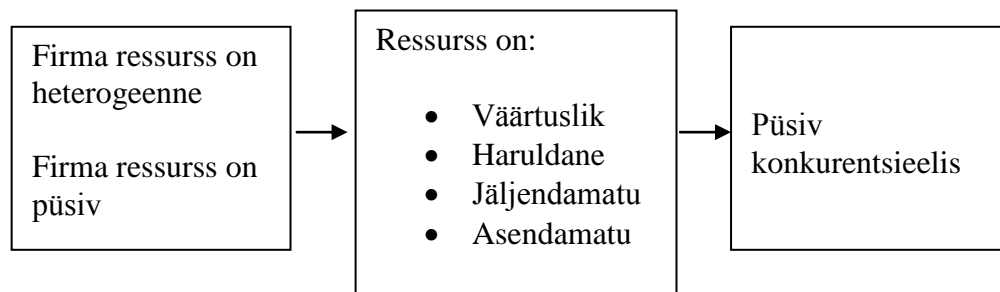 Firma ressurss on
heterogeenne
Firma ressurss on
püsiv
Ressurss on:
• Väärtuslik
• Haruldane
• Jäljendamatu
• Asendamatu
Püsiv
konkurentsieelis